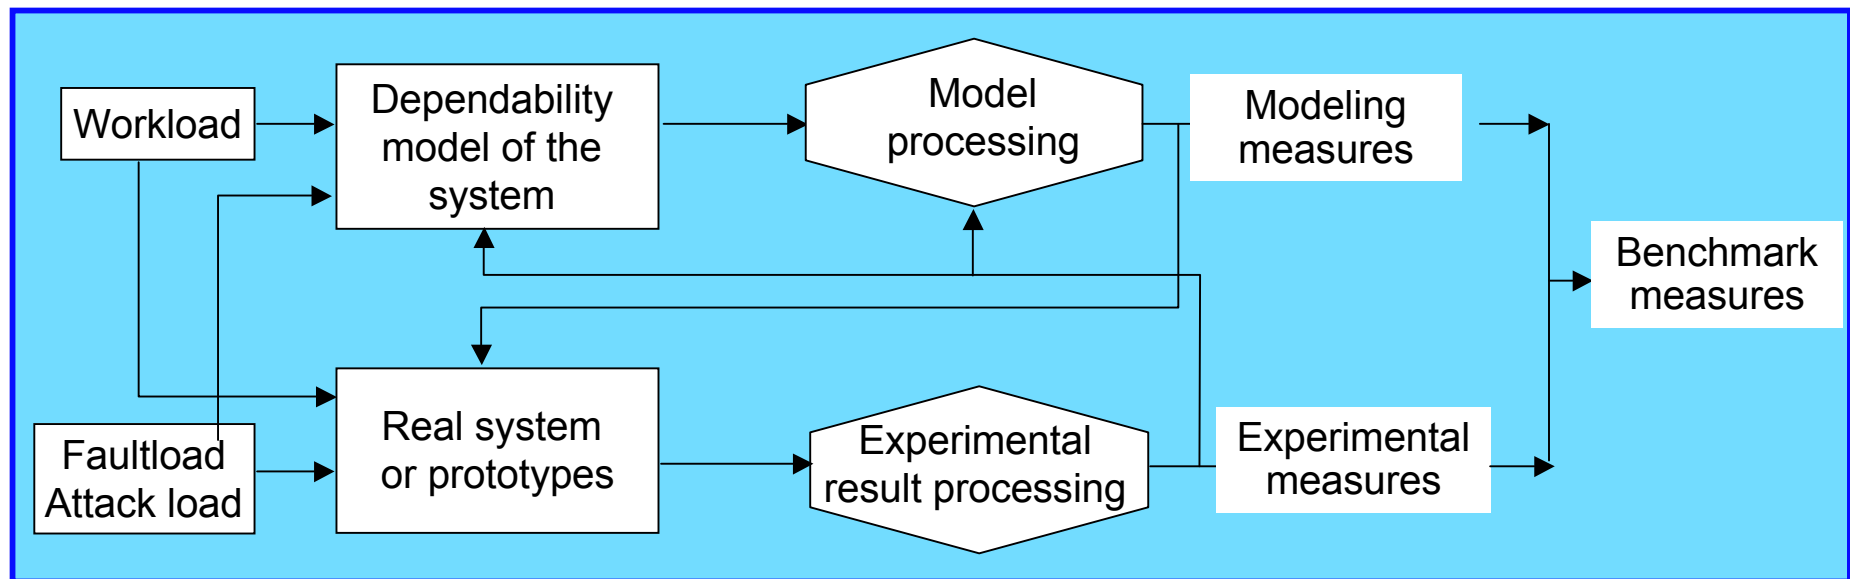 Workload
Dependability
model of the
system
Model
processing
Modeling
measures
Benchmark
measures
Faultload
Attack load
Real system
or prototypes
Experimental
result processing
Experimental
measures